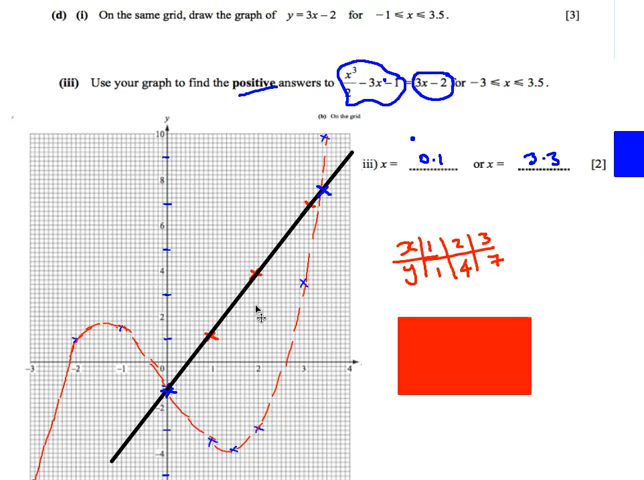 (d) (i) On the same grid, draw the graph of y = 3x − 2 for −1 ⩽ x ⩽ 3.5. [3]
(iii) Use your graph to find the positive answers to x³/2 − 3x − 1 = 3x − 2 for −3 ⩽ x ⩽ 3.5.
(b) On the grid
iii) x = 0.1 or x = 3.3 [2]
y
10
8
6
4
2
−3 −2 −1 0 1 2 3 4
−2
−4
x 1 2 3
y 1 4 7